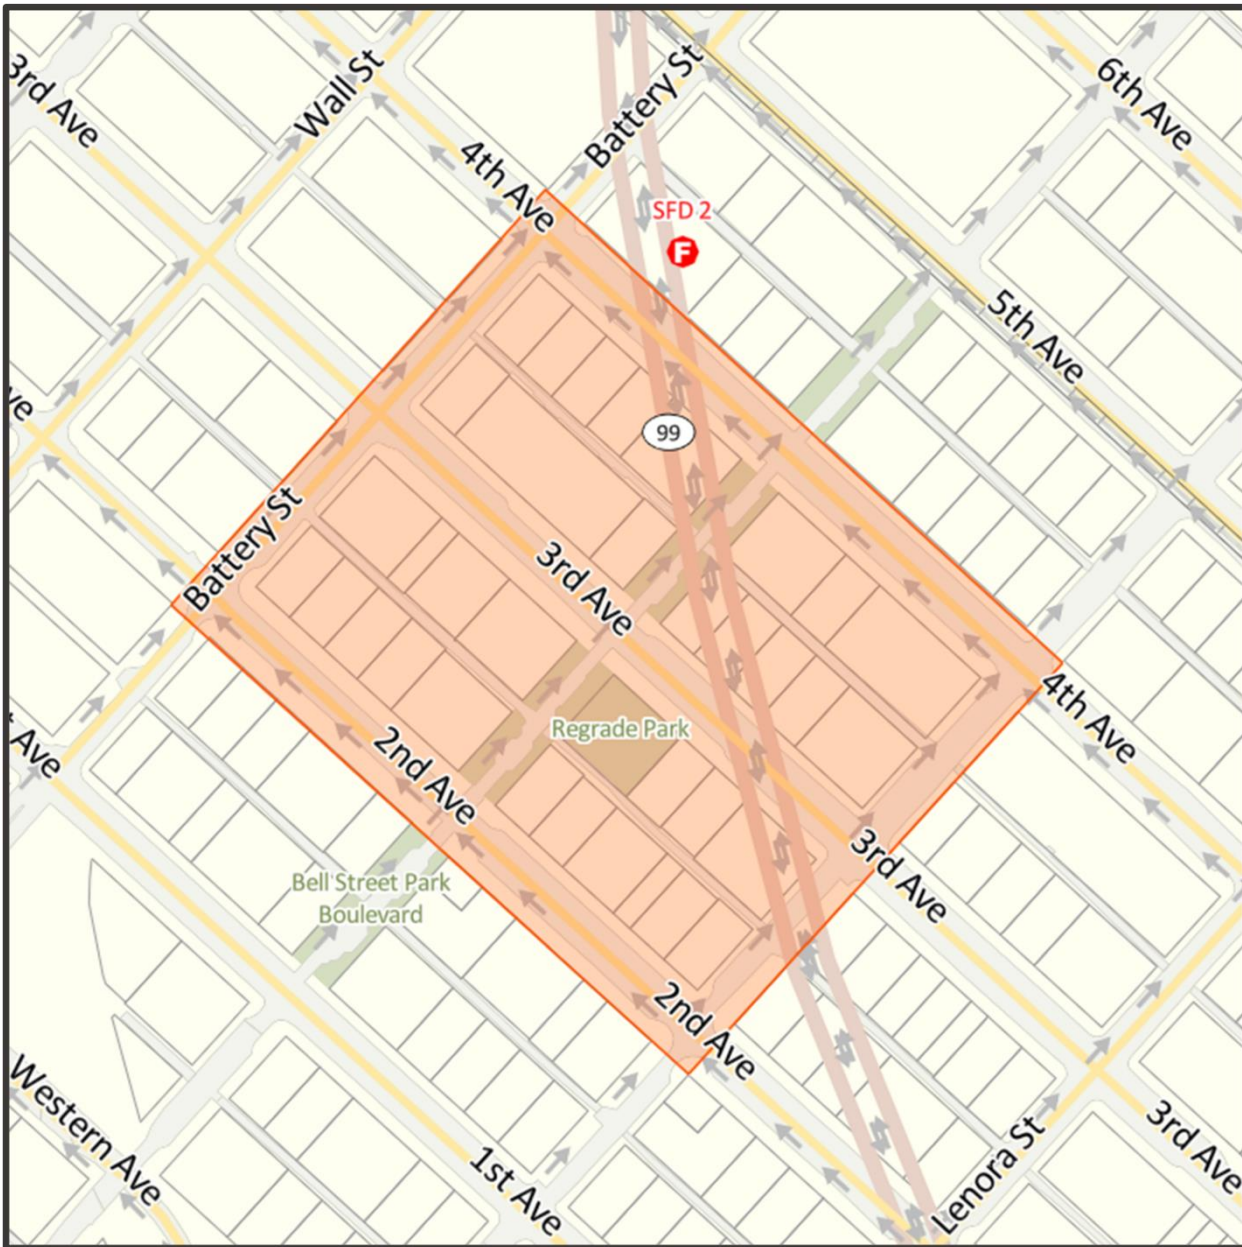 3rd Ave
Wall St
Battery St
6th Ave
4th Ave
SFD 2
F
5th Ave
99
ve
Battery St
3rd Ave
4th Ave
Regrade Park
Ave
2nd Ave
3rd Ave
Bell Street Park
Boulevard
2nd Ave
Western Ave
1st Ave
Lenora St
3rd Ave